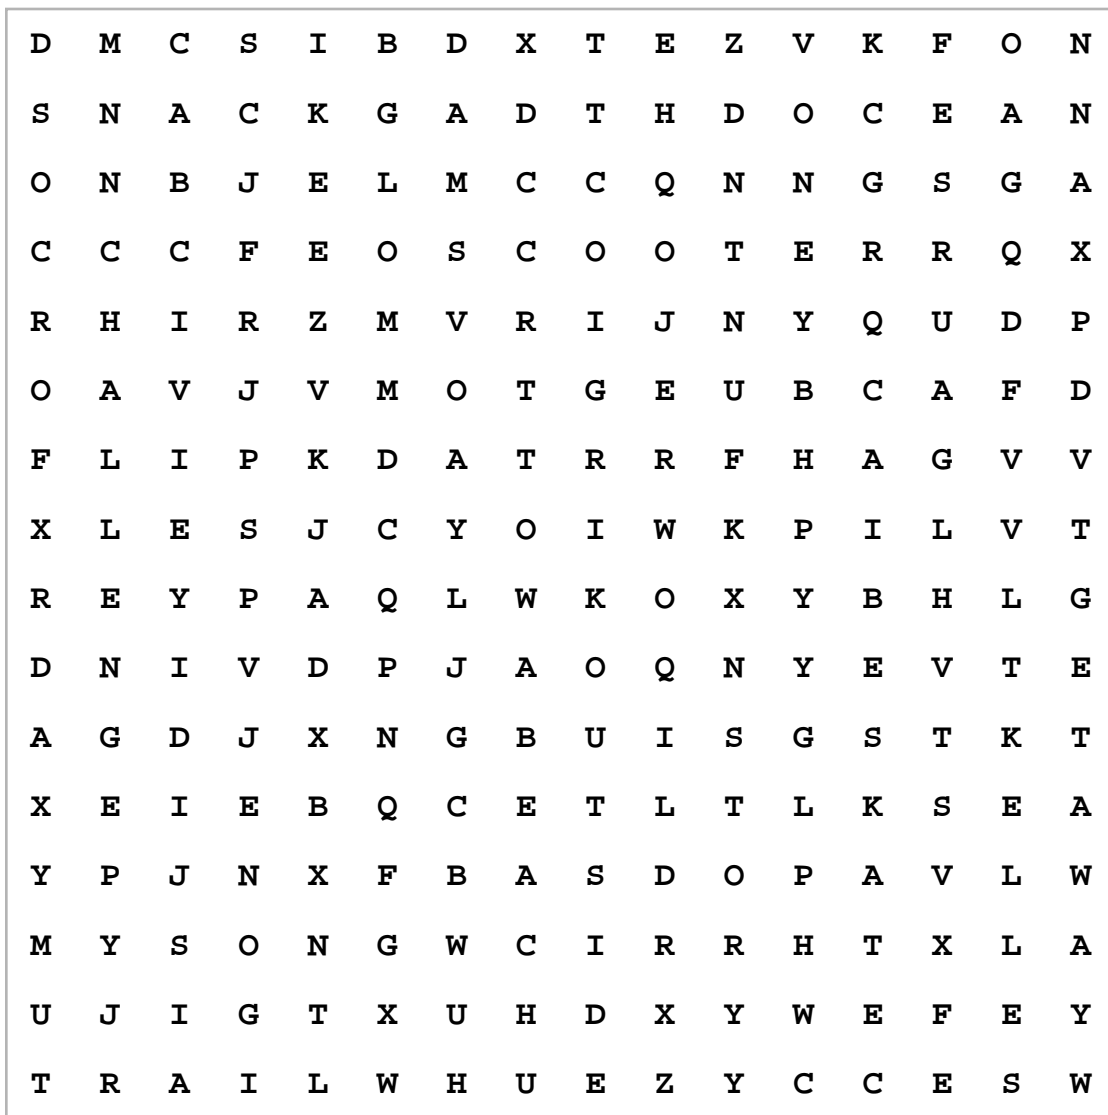 D M C S I B D X T E Z V K F O N
S N A C K G A D T H D O C E A N
O N B J E L M C C Q N N G S G A
C C C F E O S C O O T E R R Q X
R H I R Z M V R I J N Y Q U D P
O A V J V M O T G E U B C A F D
F L I P K D A T R R F H A G V V
X L E S J C Y O I W K P I L V T
R E Y P A Q L W K O X Y B H L G
D N I V D P J A O Q N Y E V T E
A G D J X N G B U I S G S T K T
X E I E B Q C E T L T L K S E A
Y P J N X F B A S D O P A V L W
M Y S O N G W C I R R H T X L A
U J I G T X U H D X Y W E F E Y
T R A I L W H U E Z Y C C E S W